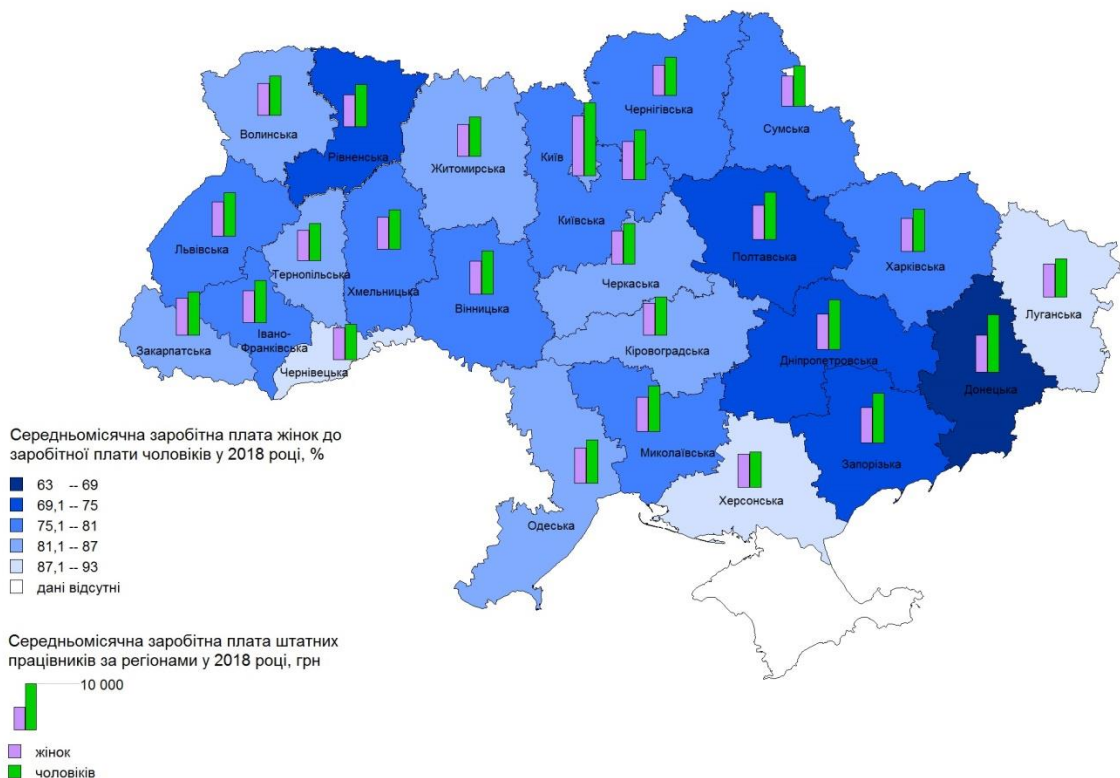 Чернігівська
Сумська
Волинська
Рівненська
Житомирська
Київ
Київська
Львівська
Тернопільська
Хмельницька
Вінницька
Черкаська
Полтавська
Харківська
Луганська
Закарпатська
Івано-
Франківська
Чернівецька
Кіровоградська
Дніпропетровська
Донецька
Миколаївська
Запорізька
Херсонська
Одеська
Середньомісячна заробітна плата жінок до
заробітної плати чоловіків у 2018 році, %
63 -- 69
69,1 -- 75
75,1 -- 81
81,1 -- 87
87,1 -- 93
дані відсутні
Середньомісячна заробітна плата штатних
працівників за регіонами у 2018 році, грн
10 000
жінок
чоловіків